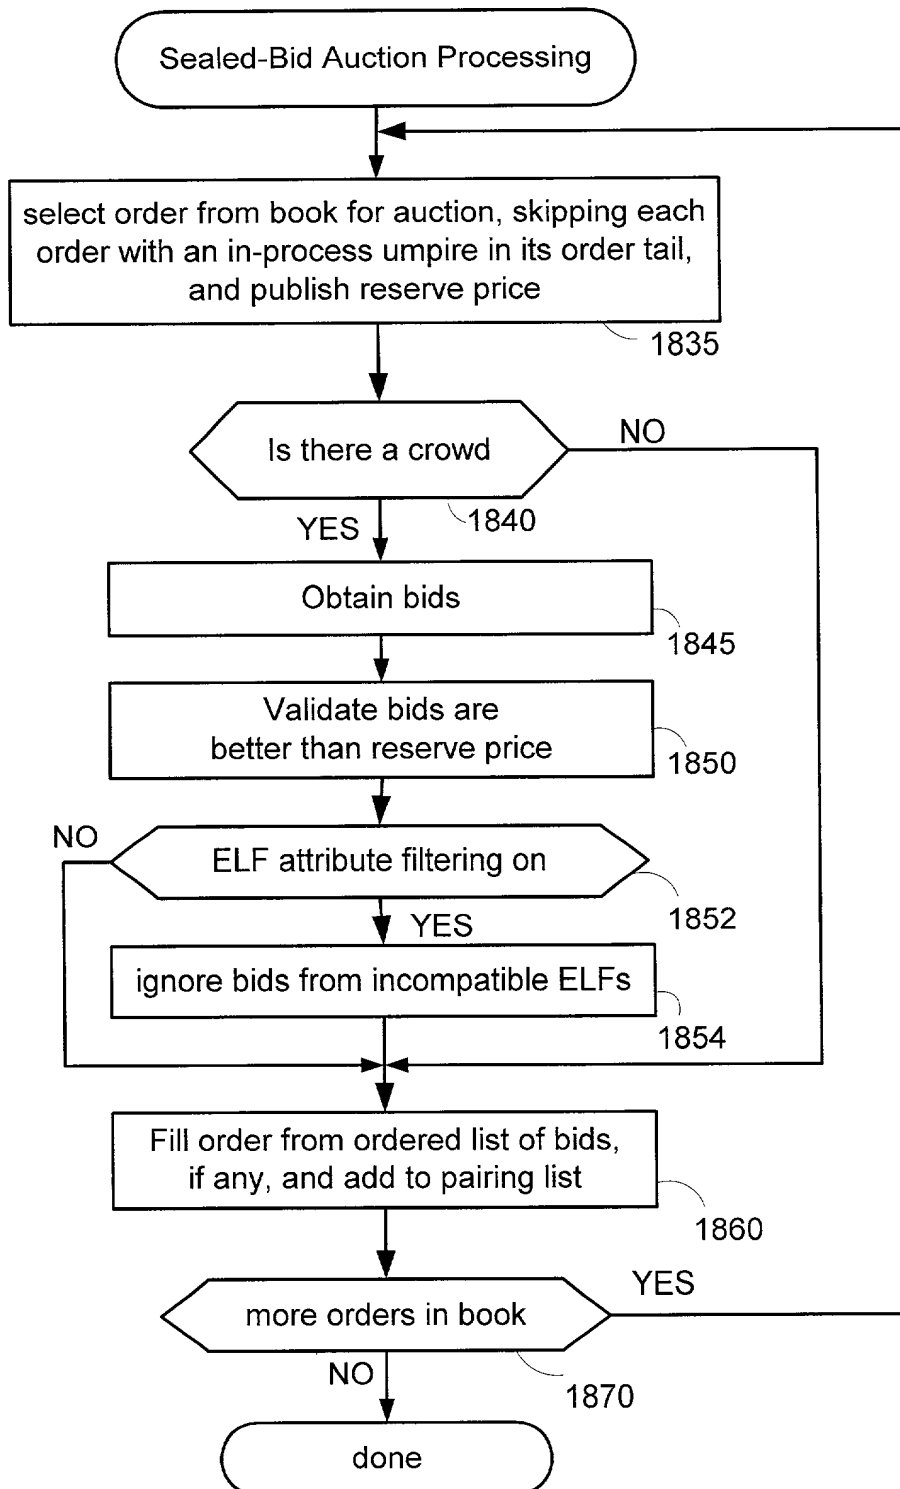 Sealed-Bid Auction Processing
select order from book for auction, skipping each
order with an in-process umpire in its order tail,
and publish reserve price
1835
Is there a crowd
NO
1840
YES
Obtain bids
1845
Validate bids are
better than reserve price
1850
NO
ELF attribute filtering on
1852
YES
ignore bids from incompatible ELFs
1854
Fill order from ordered list of bids,
if any, and add to pairing list
1860
YES
more orders in book
NO
1870
done